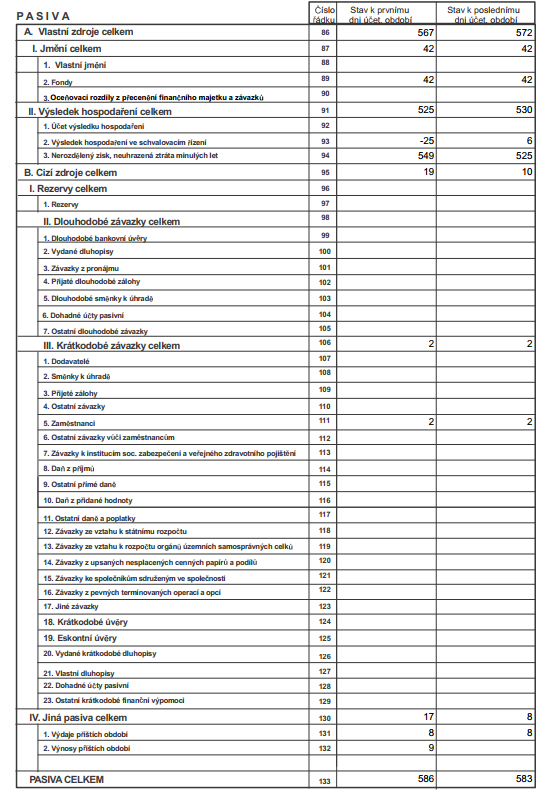 PASIVA Číslo řádku Stav k prvnímu dni účet. období Stav k poslednímu dni účet. období
A. Vlastní zdroje celkem 86 567 572
I. Jmění celkem 87 42 42
1. Vlastní jmění 88
2. Fondy 89 42 42
3. Oceňovací rozdíly z přecenění finančního majetku a závazků 90
II. Výsledek hospodaření celkem 91 525 530
1. Účet výsledku hospodaření 92
2. Výsledek hospodaření ve schvalovacím řízení 93 -25 6
3. Nerozdělený zisk, neuhrazená ztráta minulých let 94 549 525
B. Cizí zdroje celkem 95 19 10
I. Rezervy celkem 96
1. Rezervy 97
II. Dlouhodobé závazky celkem 98
1. Dlouhodobé bankovní úvěry 99
2. Vydané dluhopisy 100
3. Závazky z pronájmu 101
4. Přijaté dlouhodobé zálohy 102
5. Dlouhodobé směnky k úhradě 103
6. Dohadné účty pasivní 104
7. Ostatní dlouhodobé závazky 105
III. Krátkodobé závazky celkem 106 2 2
1. Dodavatelé 107
2. Směnky k úhradě 108
3. Přijeté zálohy 109
4. Ostatní závazky 110
5. Zaměstnanci 111 2 2
6. Ostatní závazky vůči zaměstnancům 112
7. Závazky k institucím soc. zabezpečení a veřejného zdravotního pojištění 113
8. Daň z příjmů 114
9. Ostatní přímé daně 115
10. Daň z přidané hodnoty 116
11. Ostatní daně a poplatky 117
12. Závazky ze vztahu k státnímu rozpočtu 118
13. Závazky ze vztahu k rozpočtu orgánů územních samosprávných celků 119
14. Závazky z upsaných nesplacených cenných papírů a podílů 120
15. Závazky ke společníkům sdruženým ve společnosti 121
16. Závazky z pevných termínovaných operací a opcí 122
17. Jiné závazky 123
18. Krátkodobé úvěry 124
19. Eskontní úvěry 125
20. Vydané krátkodobé dluhopisy 126
21. Vlastní dluhopisy 127
22. Dohadné účty pasivní 128
23. Ostatní krátkodobé finanční výpomoci 129
IV. Jiná pasiva celkem 130 17 8
1. Výdaje příštích období 131 8 8
2. Výnosy příštích období 132 9
PASIVA CELKEM 133 586 583